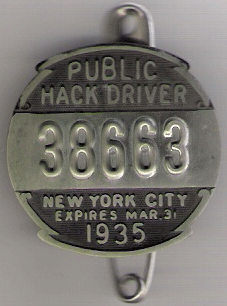 PUBLIC
HACK DRIVER
38663
NEW YORK CITY
EXPIRES MAR. 31
1935